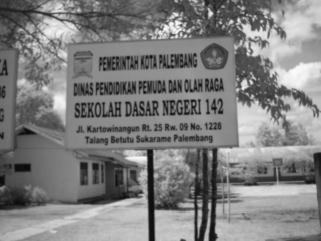 PEMERINTAH KOTA PALEMBANG
DINAS PENDIDIKAN PEMUDA DAN OLAH RAGA
SEKOLAH DASAR NEGERI 142
Jl. Kartowinangun Rt. 25 Rw. 09 No. 1228
Talang Betutu Sukarame Palembang